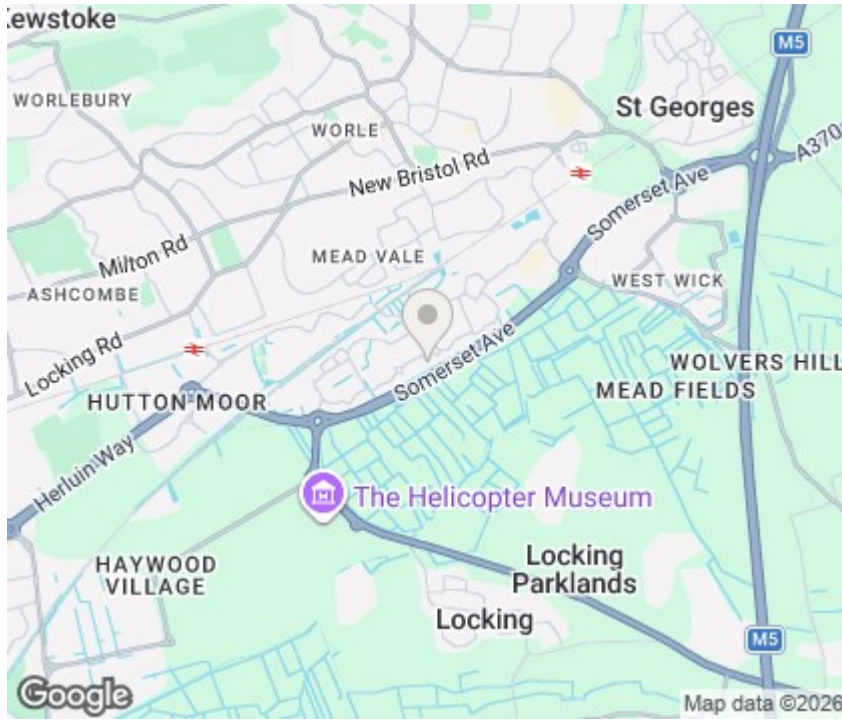 Kewstoke
M5
WORLEBURY
St Georges
WORLE
A370
New Bristol Rd
Somerset Ave
Milton Rd
MEAD VALE
WEST WICK
ASHCOMBE
Locking Rd
Somerset Ave
WOLVERS HILL
MEAD FIELDS
HUTTON MOOR
Herluin Way
The Helicopter Museum
HAYWOOD
VILLAGE
Locking
Parklands
Locking
M5
Google
Map data ©2026